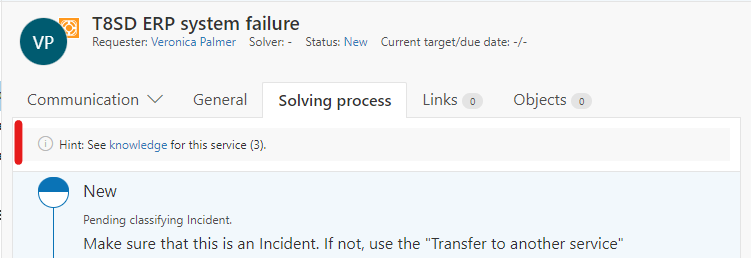 T8SD ERP system failure
VP
Requester: Veronica Palmer Solver: - Status: New Current target/due date: -/-
Communication General Solving process Links 0 Objects 0
Hint: See knowledge for this service (3).
New
Pending classifying Incident.
Make sure that this is an Incident. If not, use the "Transfer to another service"